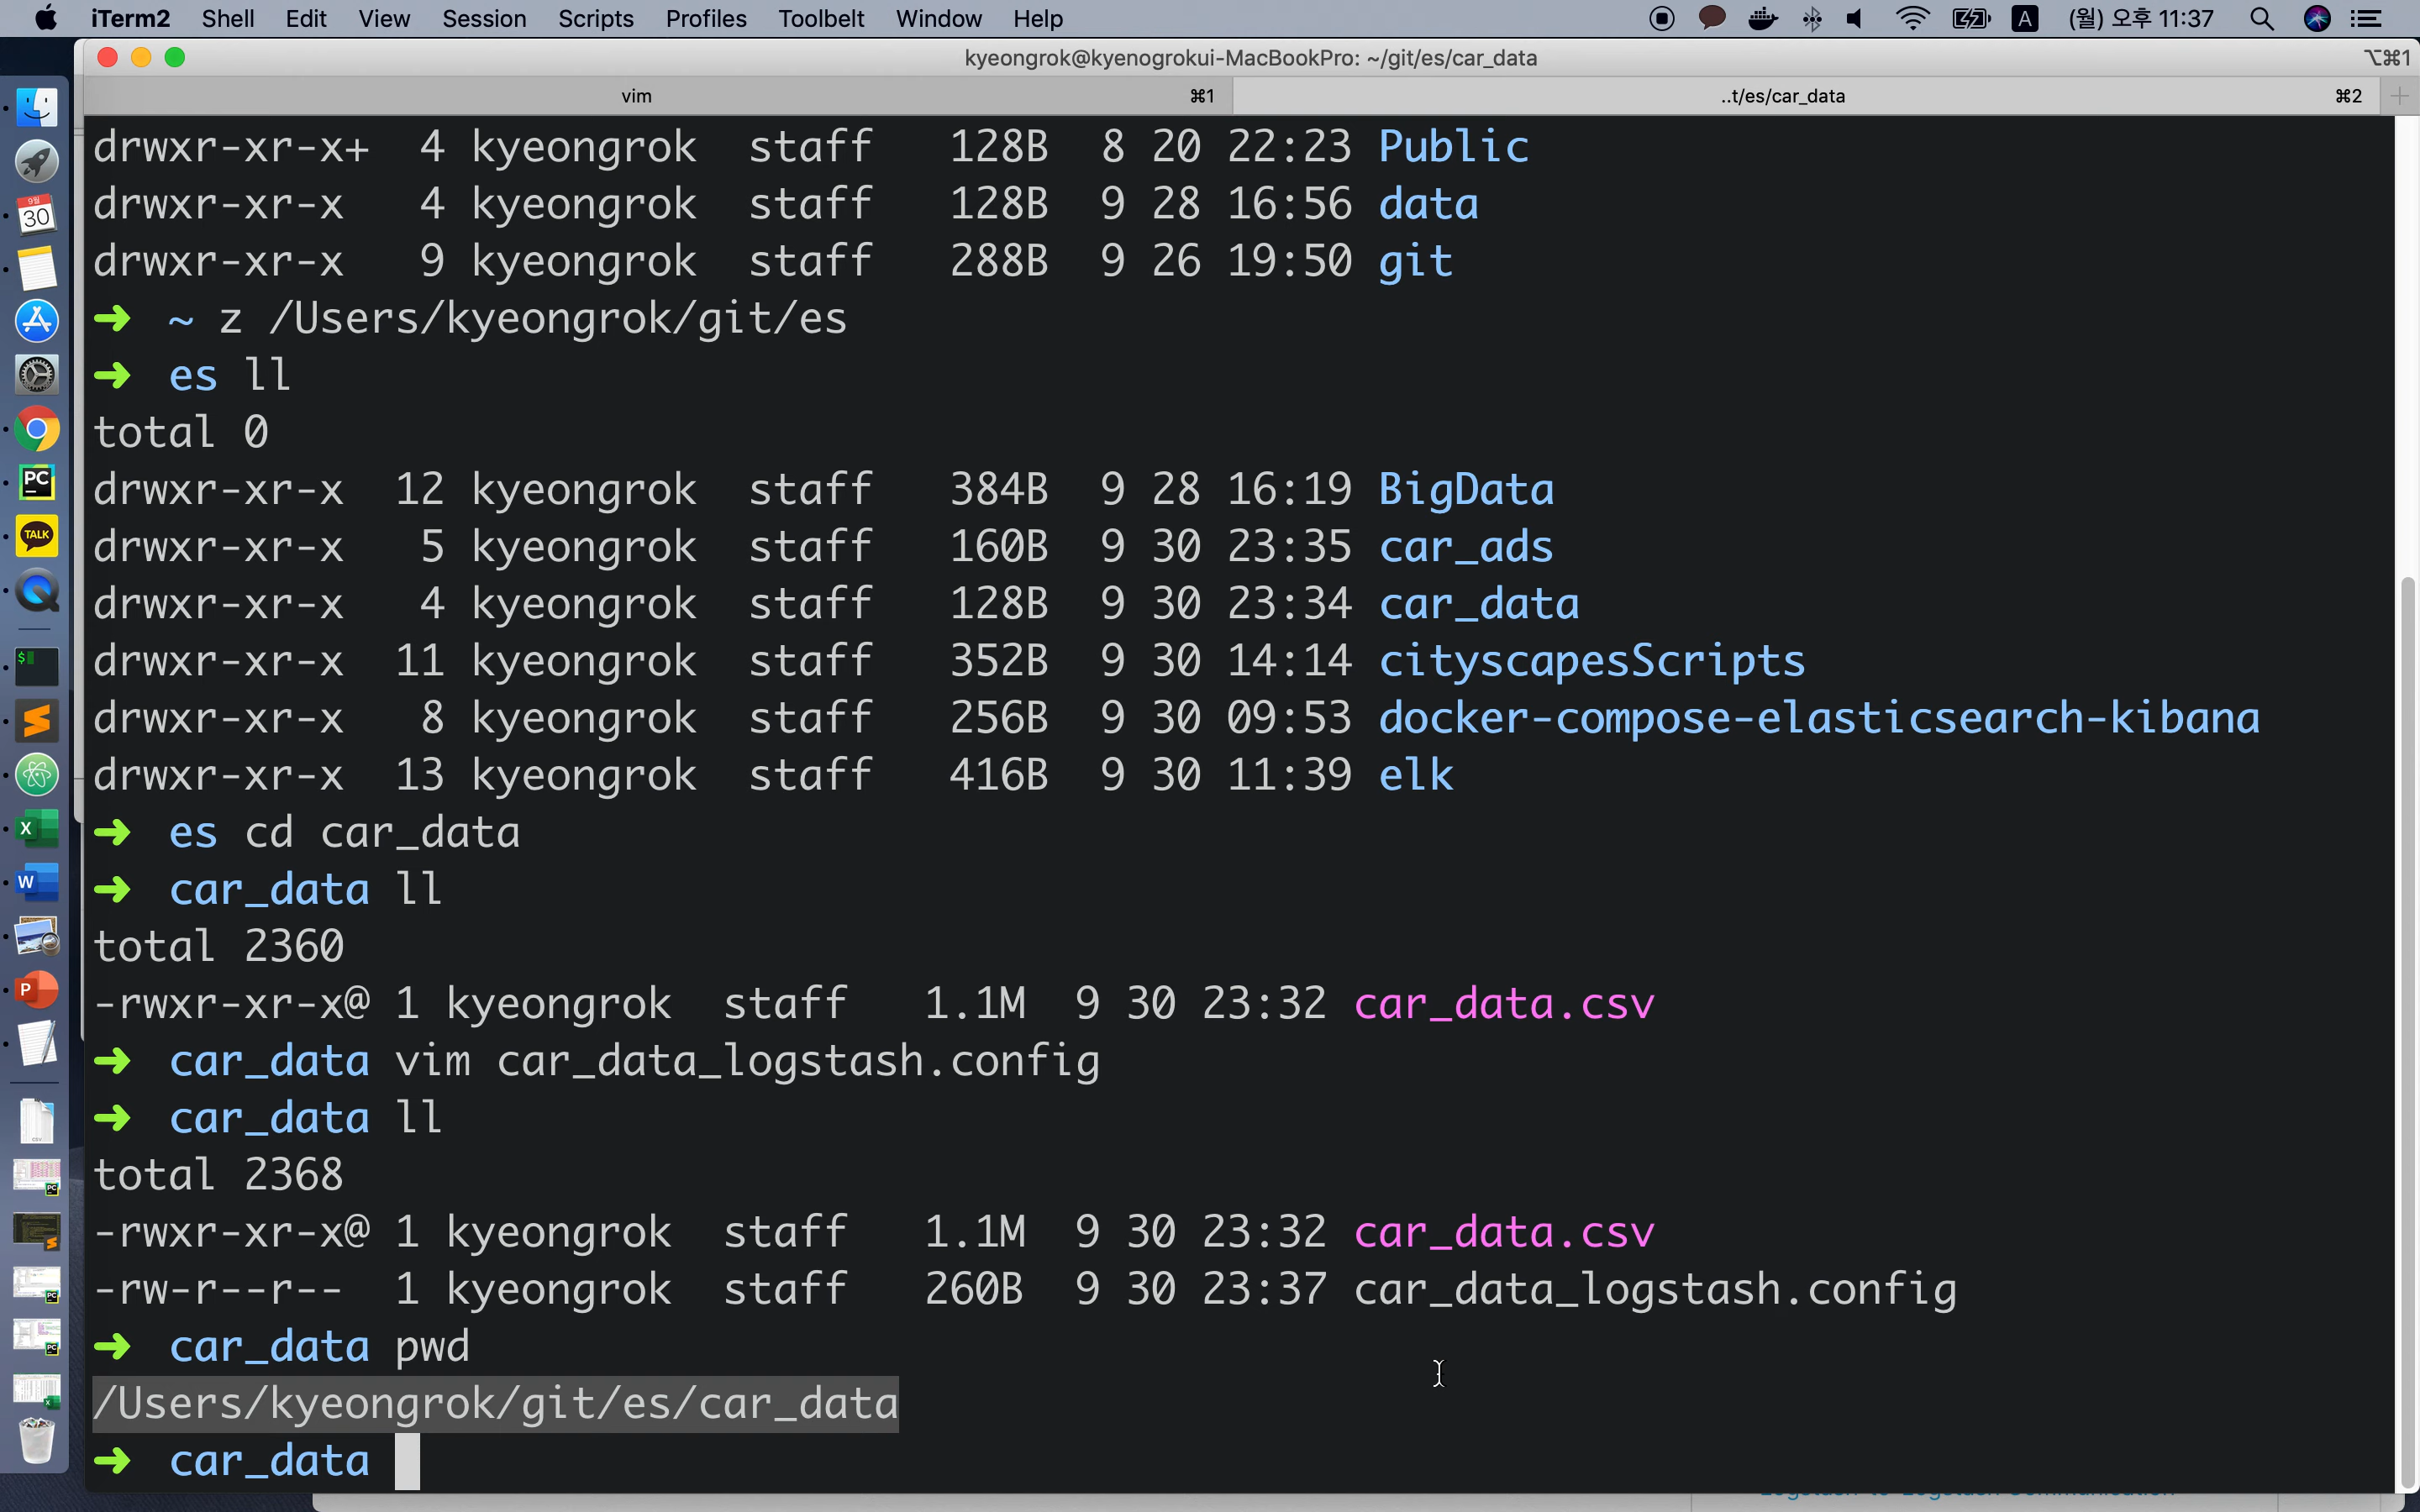 iTerm2 Shell Edit View Session Scripts Profiles Toolbelt Window Help A (월) 오후 11:37
kyeongrok@kyenogrokui-MacBookPro: ~/git/es/car_data ⌥⌘1
vim ⌘1 ..t/es/car_data ⌘2
drwxr-xr-x+ 4 kyeongrok staff 128B 8 20 22:23 Public
drwxr-xr-x 4 kyeongrok staff 128B 9 28 16:56 data
drwxr-xr-x 9 kyeongrok staff 288B 9 26 19:50 git
➜ ~ z /Users/kyeongrok/git/es
➜ es ll
total 0
drwxr-xr-x 12 kyeongrok staff 384B 9 28 16:19 BigData
drwxr-xr-x 5 kyeongrok staff 160B 9 30 23:35 car_ads
drwxr-xr-x 4 kyeongrok staff 128B 9 30 23:34 car_data
drwxr-xr-x 11 kyeongrok staff 352B 9 30 14:14 cityscapesScripts
drwxr-xr-x 8 kyeongrok staff 256B 9 30 09:53 docker-compose-elasticsearch-kibana
drwxr-xr-x 13 kyeongrok staff 416B 9 30 11:39 elk
➜ es cd car_data
➜ car_data ll
total 2360
-rwxr-xr-x@ 1 kyeongrok staff 1.1M 9 30 23:32 car_data.csv
➜ car_data vim car_data_logstash.config
➜ car_data ll
total 2368
-rwxr-xr-x@ 1 kyeongrok staff 1.1M 9 30 23:32 car_data.csv
-rw-r--r-- 1 kyeongrok staff 260B 9 30 23:37 car_data_logstash.config
➜ car_data pwd
/Users/kyeongrok/git/es/car_data
➜ car_data
9월
30
PC
TALK
$
X
W
P